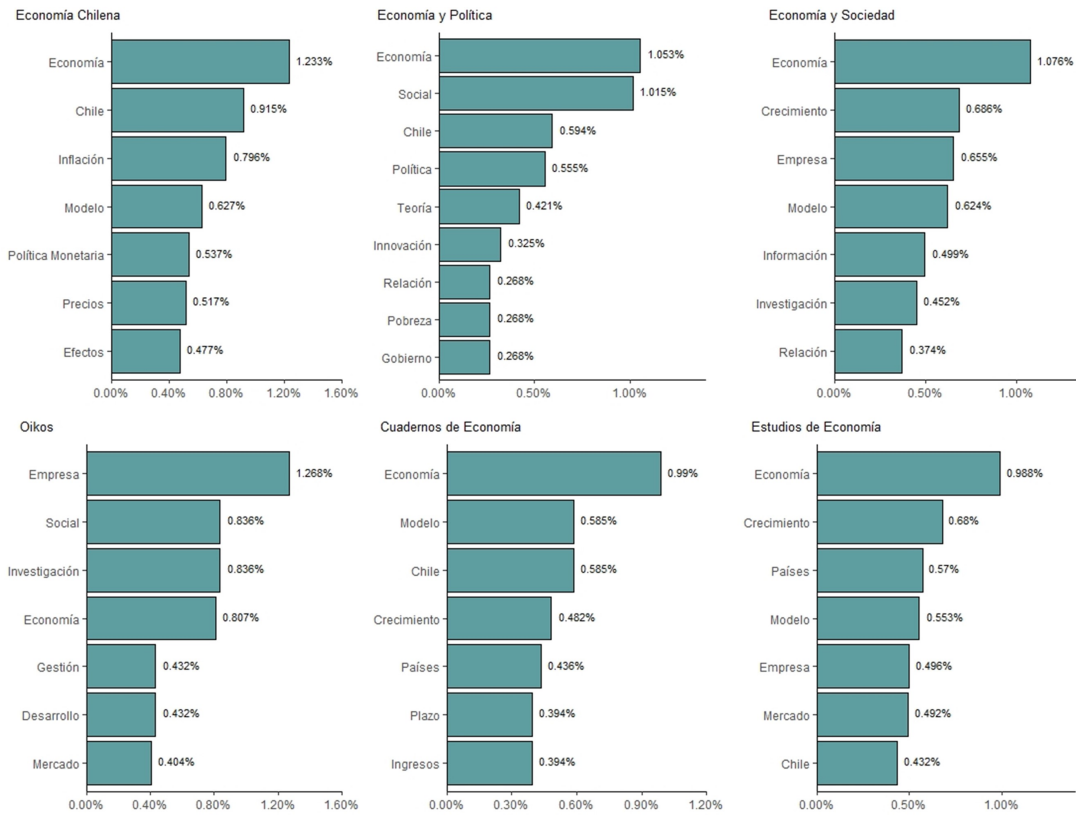 Economía Chilena
Economía 1.233%
Chile 0.915%
Inflación 0.796%
Modelo 0.627%
Política Monetaria 0.537%
Precios 0.517%
Efectos 0.477%
0.00% 0.40% 0.80% 1.20% 1.60%
Economía y Política
Economía 1.053%
Social 1.015%
Chile 0.594%
Política 0.555%
Teoría 0.421%
Innovación 0.325%
Relación 0.268%
Pobreza 0.268%
Gobierno 0.268%
0.00% 0.50% 1.00%
Economía y Sociedad
Economía 1.076%
Crecimiento 0.686%
Empresa 0.655%
Modelo 0.624%
Información 0.499%
Investigación 0.452%
Relación 0.374%
0.00% 0.50% 1.00%
Oikos
Empresa 1.268%
Social 0.836%
Investigación 0.836%
Economía 0.807%
Gestión 0.432%
Desarrollo 0.432%
Mercado 0.404%
0.00% 0.40% 0.80% 1.20% 1.60%
Cuadernos de Economía
Economía 0.99%
Modelo 0.585%
Chile 0.585%
Crecimiento 0.482%
Países 0.436%
Plazo 0.394%
Ingresos 0.394%
0.00% 0.30% 0.60% 0.90% 1.20%
Estudios de Economía
Economía 0.988%
Crecimiento 0.68%
Países 0.57%
Modelo 0.553%
Empresa 0.496%
Mercado 0.492%
Chile 0.432%
0.00% 0.50% 1.00%